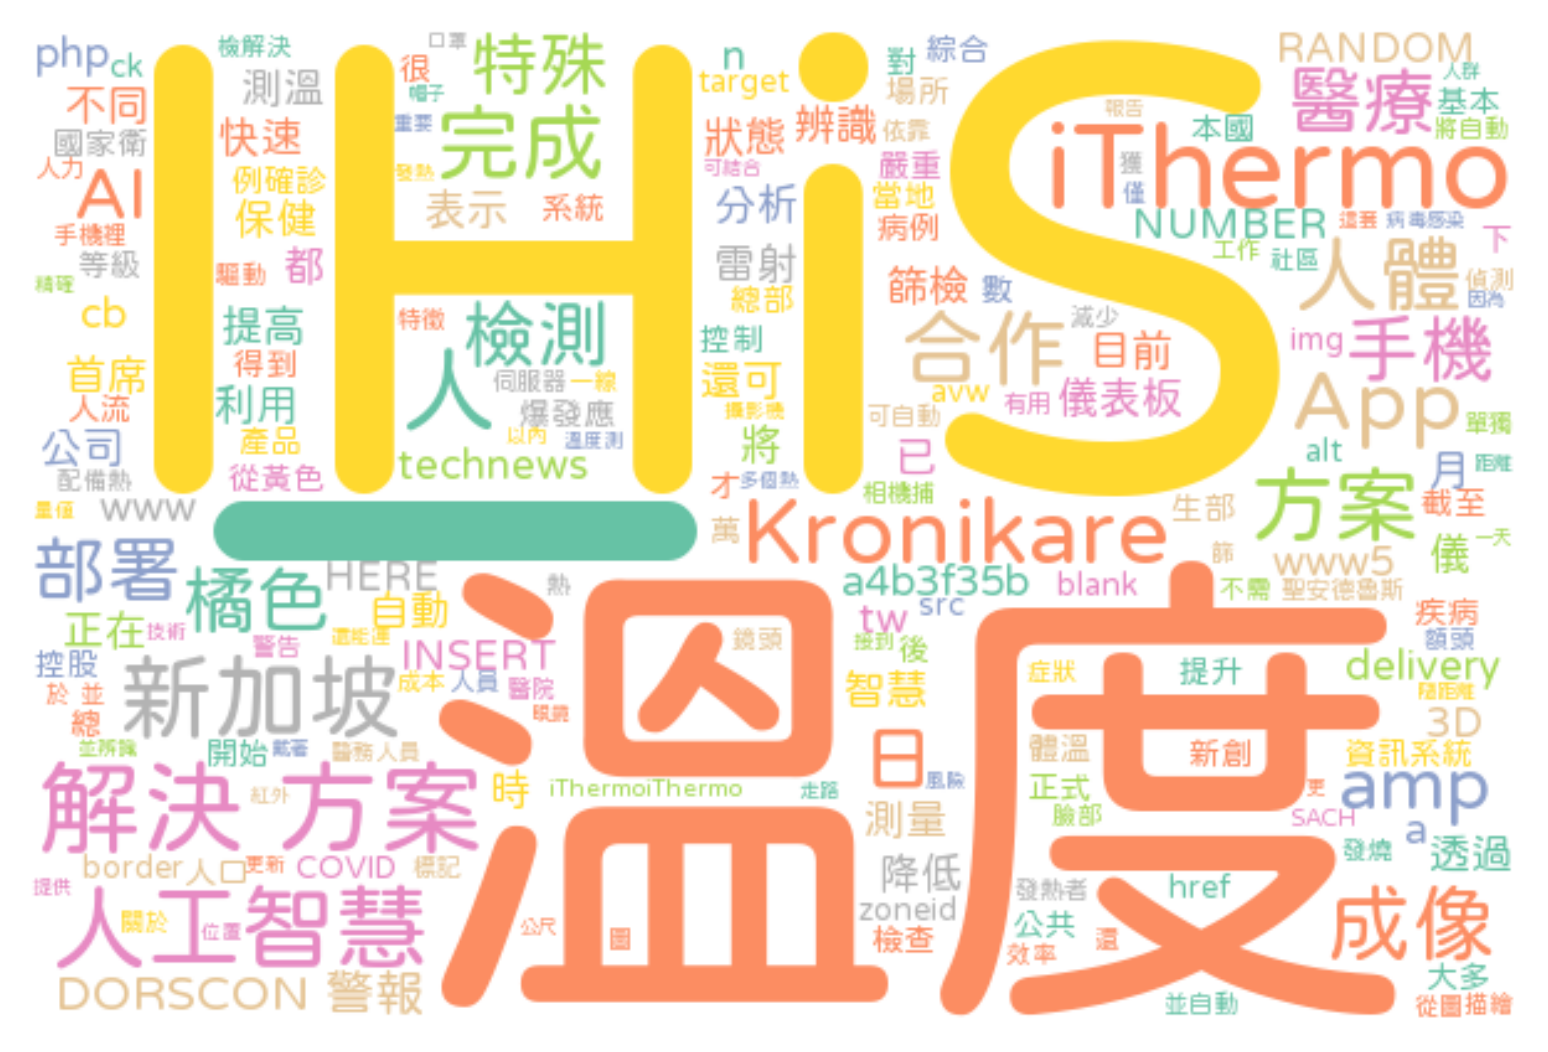 php
ck
檢解決
口罩
很
特殊
帽子
n
target
對
綜合
RANDOM
人群
不同
測溫
重要
完成
狀態
辨識
場所
依靠
報告
本國
醫療
基本
將自動
國家衛
快速
發熱
可結合
嚴重
獲
iThermo
人力
AI
例確診
保健
表示
系統
分析
當地
僅
病例
NUMBER
這套
病毒感染
下
手機裡
等級
驅動
都
雷射
工作
社區
人體
偵測
因為
精確
cb
IHiS
總部
篩檢
數
減少
提高
特徵
檢測
控制
合作
目前
img
手機
首席
得到
人
伺服器
一線
還可
avw
有用
儀表板
App
人流
利用
爆發應
攝影機
可自動
單獨
公司
產品
以內
溫度測
將
已
alt
月
距離
配備熱
從黃色
technews
才
多個熱
相機捕
方案
截至
量值
www
一
萬
Kronikare
生部
儀
一天
部署
橘色
HERE
熱
篩
www5
a4b3f35b
blank
不需
聖安德魯斯
自動
tw
src
疾病
正在
技術
警告
還能運
INSERT
鏡頭
接到
後
額頭
控股
新加坡
成本
人員
醫院
智慧
症狀
提升
delivery
隨距離
於 並
總
眼鏡
溫度
日
3D
並辨識
開始
戴著
醫務人員
體溫
新創
資訊系統
解決 方案
紅外
時
iThermoiThermo
走路
風險
正式
更
amp
測量
臉部
SACH
a
border
人口
更新
COVID
標記
降低
發燒
透過
提供
人工智慧
關於
位置
zoneid
發熱者
href
成像
公尺
圖
檢查
公共
效率
還
DORSCON
警報
並自動
大多
從圖描繪